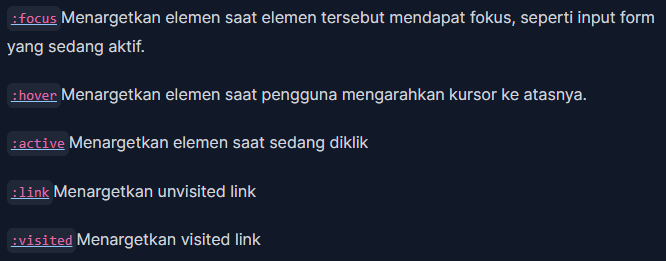 :focus Menargetkan elemen saat elemen tersebut mendapat fokus, seperti input form
yang sedang aktif.
:hover Menargetkan elemen saat pengguna mengarahkan kursor ke atasnya.
:active Menargetkan elemen saat sedang diklik
:link Menargetkan unvisited link
:visited Menargetkan visited link